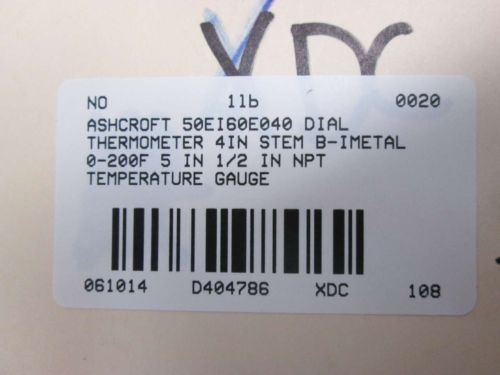 XDC
NO 1lb 0020
ASHCROFT 50EI60E040 DIAL
THERMOMETER 4IN STEM B-IMETAL
0-200F 5 IN 1/2 IN NPT
TEMPERATURE GAUGE
061014 D404786 XDC 108